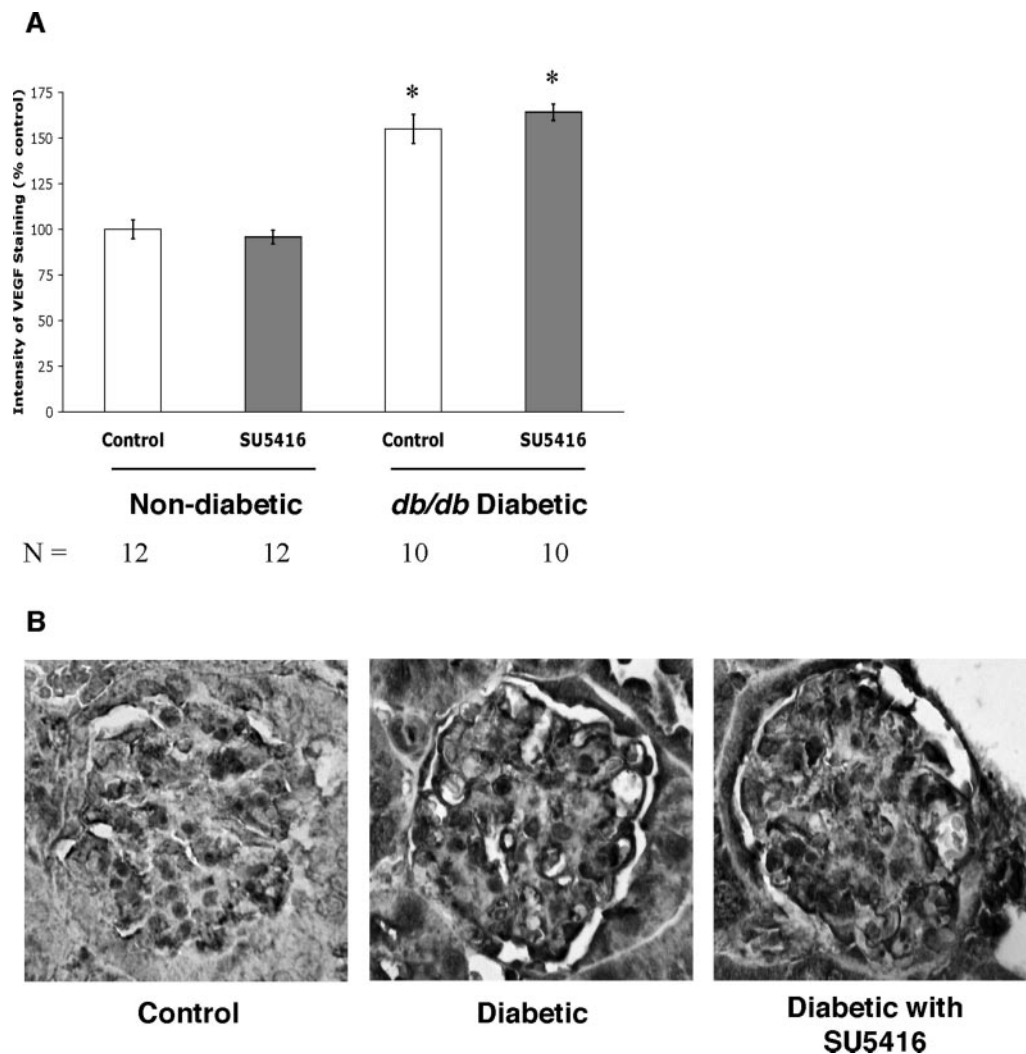 A
Intensity of VEGF Staining (% control)
175
150
125
100
75
50
25
0
* *
Control SU5416 Control SU5416
Non-diabetic db/db Diabetic
N = 12 12 10 10
B
Control Diabetic Diabetic with
SU5416